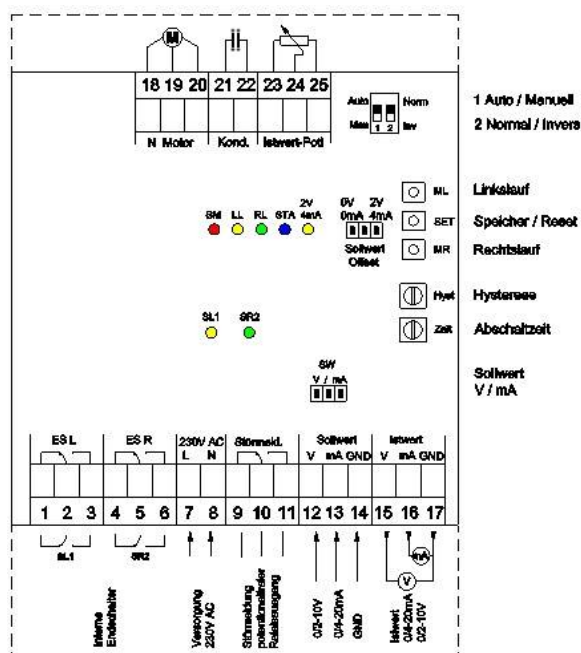 M
18 19 20 21 22 23 24 25
N Motor Kond. Istwert-Poti
Auto Norm
Man 1 2 Inv
1 Auto / Manuell
2 Normal / Invers
ML Linkslauf
SET Speicher / Reset
MR Rechtslauf
SM LL RL STA 2V 4mA
0V 2V
0mA 4mA
Sollwert
Offset
Hyst Hysterese
Zeit Abschaltzeit
SL1 SR2
SW
V / mA
Sollwert
V / mA
ES L ES R 230V AC Störmeld. Sollwert Istwert
L N V mA GND V mA GND
1 2 3 4 5 6 7 8 9 10 11 12 13 14 15 16 17
SL1 SR2
mA
V
Interne
Endschalter
Versorgung
230V AC
Störmeldung
potentionalfreier
Relaisausgang
0/2-10V
0/4-20mA
GND
Istwert
0/4-20mA
0/2-10V